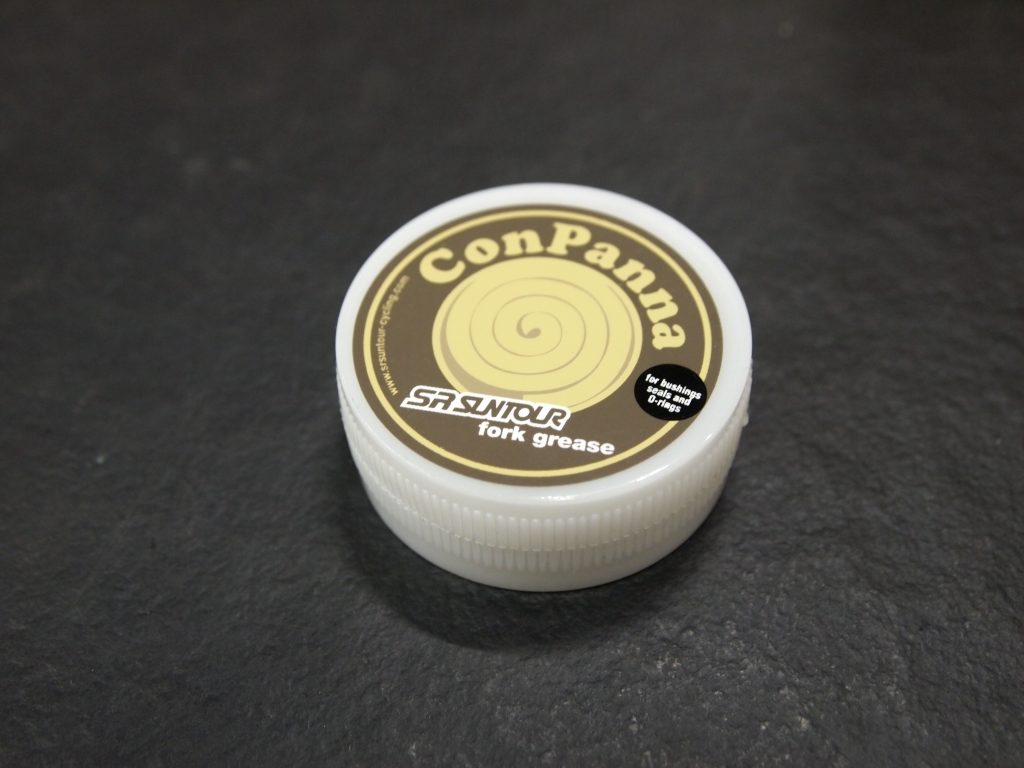 ConPanna
www.srsuntour-cycling.com
SR SUNTOUR
fork grease
for bushings
seals and
O-rings